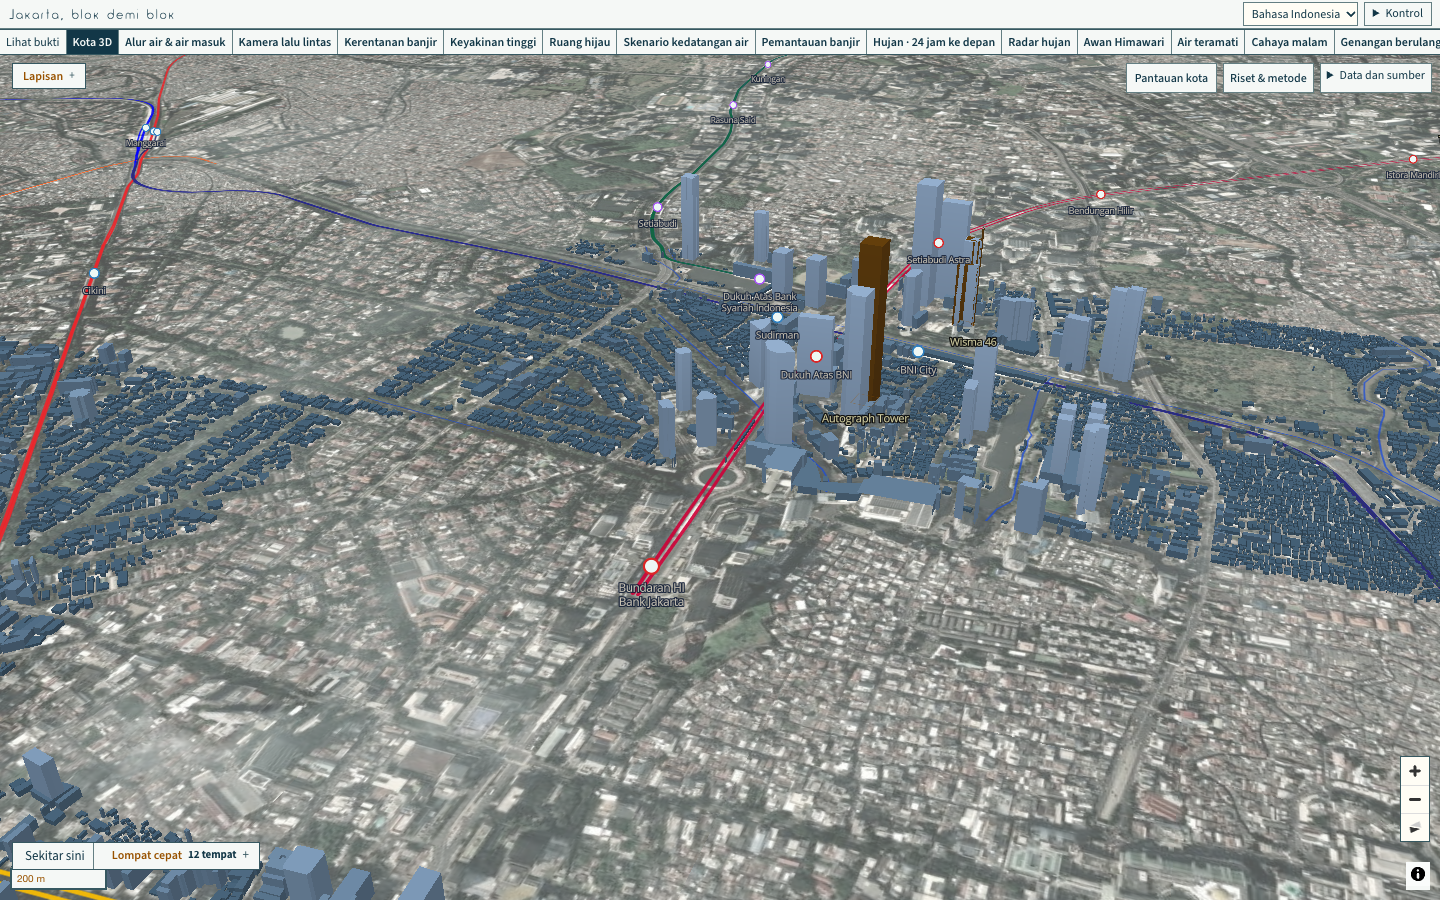 Jakarta, blok demi blok
Bahasa Indonesia
Kontrol
Lihat bukti
Kota 3D
Alur air & air masuk
Kamera lalu lintas
Kerentanan banjir
Keyakinan tinggi
Ruang hijau
Skenario kedatangan air
Pemantauan banjir
Hujan · 24 jam ke depan
Radar hujan
Awan Himawari
Air teramati
Cahaya malam
Genangan berulang
Lapisan +
Pantauan kota
Riset & metode
Data dan sumber
Kuningan
Rasuna Said
Manggarai
Istora Mandiri
Bendungan Hilir
Setiabudi
Setiabudi Astra
Cikini
Dukuh Atas Bank
Syariah Indonesia
Sudirman
Wisma 46
Dukuh Atas BNI
BNI City
Autograph Tower
Bundaran HI
Bank Jakarta
Sekitar sini
Lompat cepat 12 tempat +
200 m